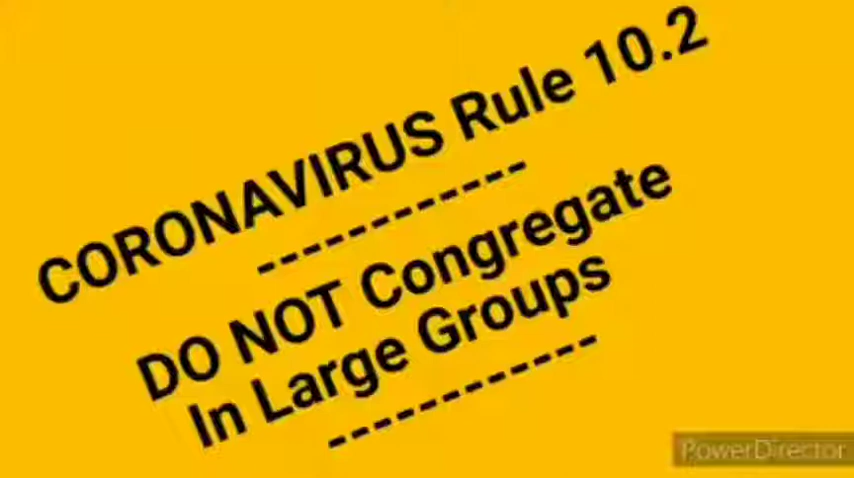 CORONAVIRUS Rule 10.2
------------
DO NOT Congregate
In Large Groups
-------------
PowerDirector